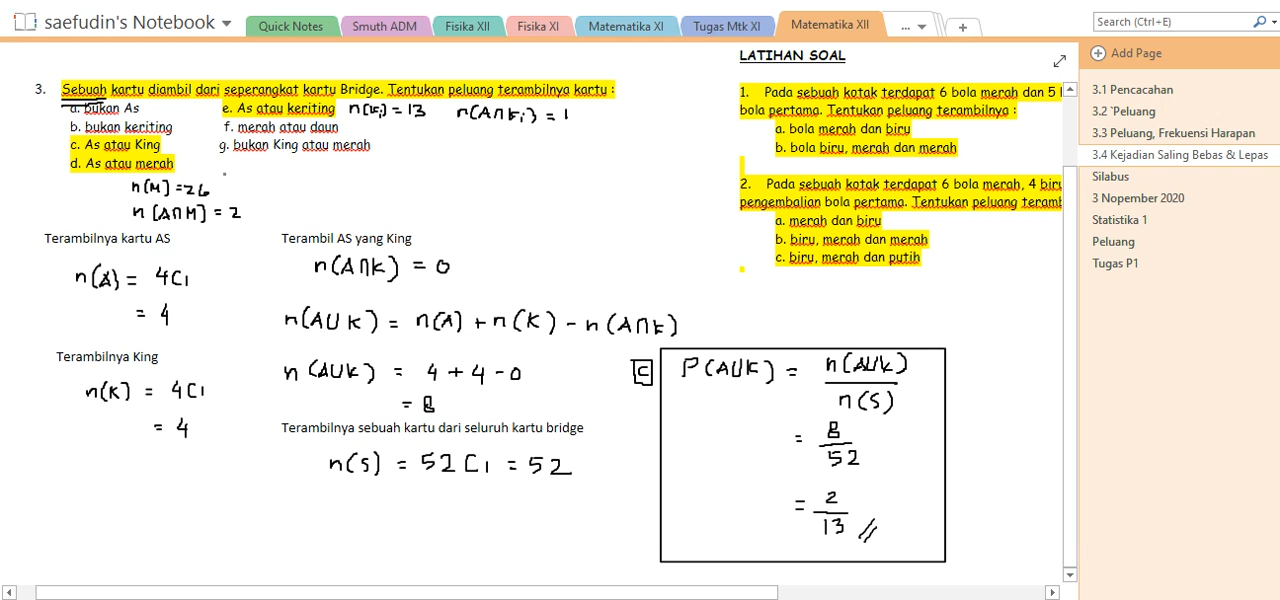 saefudin's Notebook
Quick Notes
Smuth ADM
Fisika XII
Fisika XI
Matematika XI
Tugas Mtk XI
Matematika XII
...
Search (Ctrl+E)
3. Sebuah kartu diambil dari seperangkat kartu Bridge. Tentukan peluang terambilnya kartu :
a. bukan As
e. As atau keriting n(Ki) = 13 n(A∩Ki) = 1
b. bukan keriting
f. merah atau daun
c. As atau King
g. bukan King atau merah
d. As atau merah
n(M) = 26
n(A∩M) = 2
Terambilnya kartu AS
n(A) = 4C1
= 4
Terambilnya King
n(K) = 4C1
= 4
Terambil AS yang King
n(A∩K) = 0
n(A∪K) = n(A) + n(K) - n(A∩K)
n(A∪K) = 4 + 4 - 0
= 8
Terambilnya sebuah kartu dari seluruh kartu bridge
n(S) = 52C1 = 52
C P(A∪K) = n(A∪K)
n(S)
= 8
52
= 2
13 //
LATIHAN SOAL
1. Pada sebuah kotak terdapat 6 bola merah dan 5
bola pertama. Tentukan peluang terambilnya :
a. bola merah dan biru
b. bola biru, merah dan merah
2. Pada sebuah kotak terdapat 6 bola merah, 4 biru
pengembalian bola pertama. Tentukan peluang teramb
a. merah dan biru
b. biru, merah dan merah
c. biru, merah dan putih
Add Page
3.1 Pencacahan
3.2 `Peluang
3.3 Peluang, Frekuensi Harapan
3.4 Kejadian Saling Bebas & Lepas
Silabus
3 Nopember 2020
Statistika 1
Peluang
Tugas P1